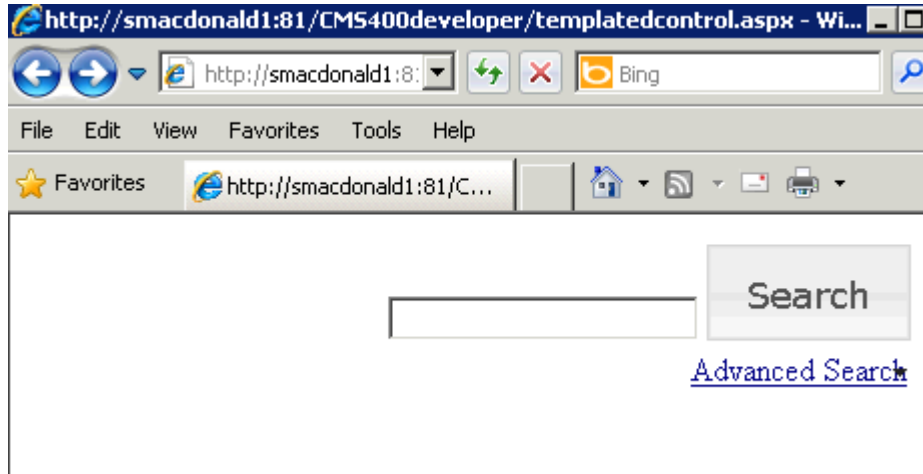 http://smacdonald1:81/CMS400developer/templatedcontrol.aspx - Wi...
http://smacdonald1:8 Bing
File Edit View Favorites Tools Help
Favorites http://smacdonald1:81/C...
Search
Advanced Search